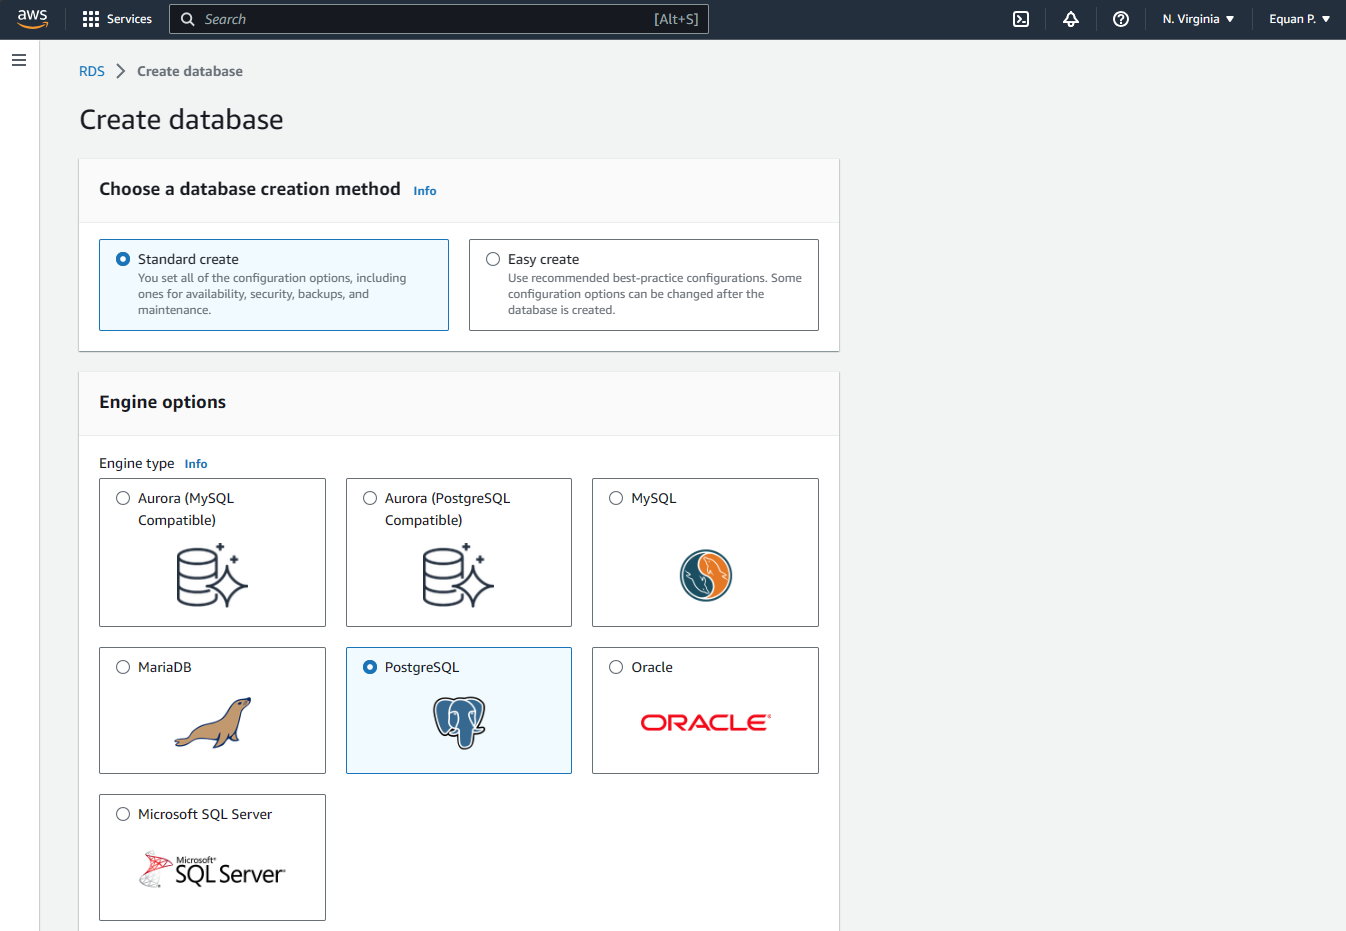 aws
Services
Search
[Alt+S]
N. Virginia
Equan P.
RDS
Create database
Create database
Choose a database creation method Info
Standard create
You set all of the configuration options, including
ones for availability, security, backups, and
maintenance.
Easy create
Use recommended best-practice configurations. Some
configuration options can be changed after the
database is created.
Engine options
Engine type Info
Aurora (MySQL
Compatible)
Aurora (PostgreSQL
Compatible)
MySQL
MariaDB
PostgreSQL
Oracle
ORACLE
Microsoft SQL Server
Microsoft
SQL Server